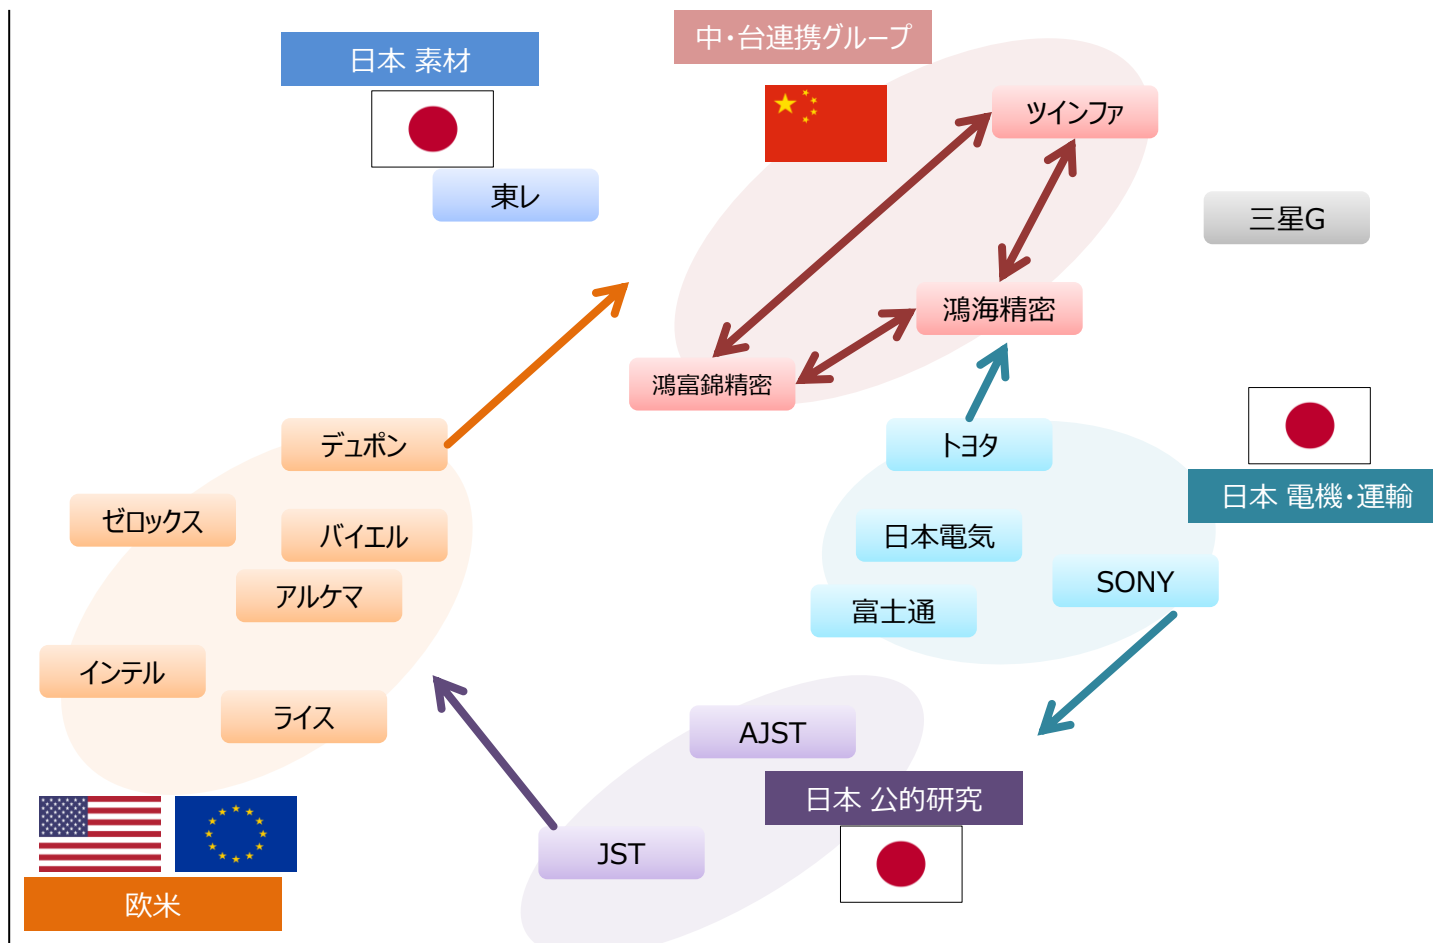 日本 素材
中・台連携グループ
ツインファ
東レ
三星G
鴻海精密
鴻富錦精密
デュポン
トヨタ
ゼロックス
バイエル
日本電気
日本 電機・運輸
アルケマ
富士通
SONY
インテル
ライス
AJST
日本 公的研究
JST
欧米